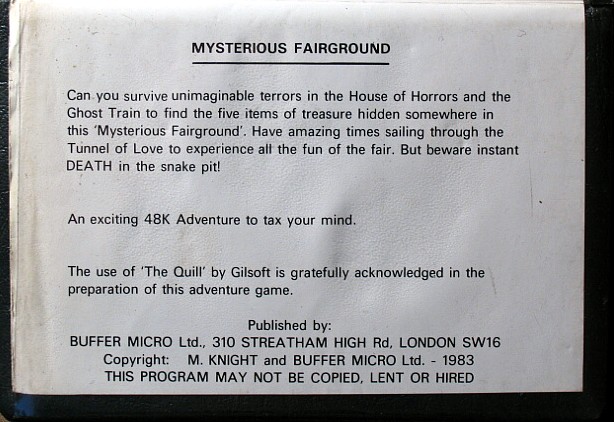 MYSTERIOUS FAIRGROUND
Can you survive unimaginable terrors in the House of Horrors and the
Ghost Train to find the five items of treasure hidden somewhere in
this 'Mysterious Fairground'. Have amazing times sailing through the
Tunnel of Love to experience all the fun of the fair. But beware instant
DEATH in the snake pit!
An exciting 48K Adventure to tax your mind.
The use of 'The Quill' by Gilsoft is gratefully acknowledged in the
preparation of this adventure game.
Published by:
BUFFER MICRO Ltd., 310 STREATHAM HIGH Rd, LONDON SW16
Copyright: M. KNIGHT and BUFFER MICRO Ltd. - 1983
THIS PROGRAM MAY NOT BE COPIED, LENT OR HIRED